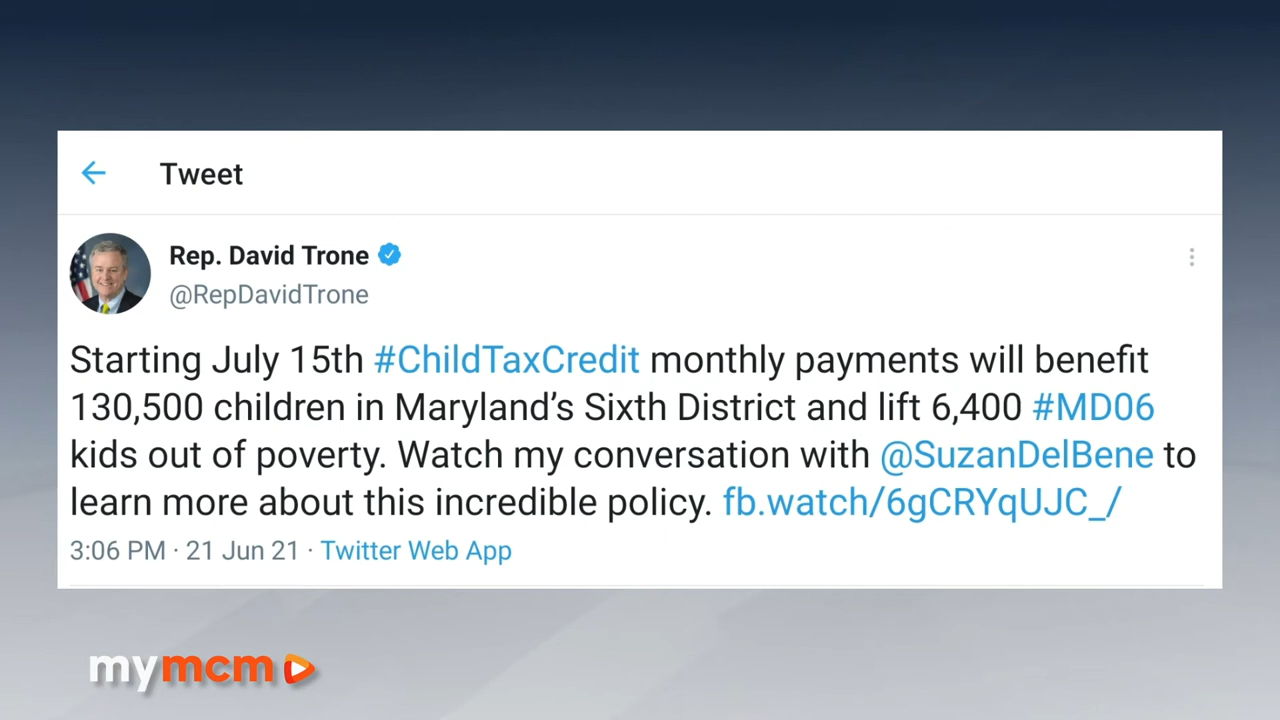 Tweet
Rep. David Trone
@RepDavidTrone
Starting July 15th #ChildTaxCredit monthly payments will benefit
130,500 children in Maryland’s Sixth District and lift 6,400 #MD06
kids out of poverty. Watch my conversation with @SuzanDelBene to
learn more about this incredible policy. fb.watch/6gCRYqUJC_/
3:06 PM · 21 Jun 21 · Twitter Web App
mymcm